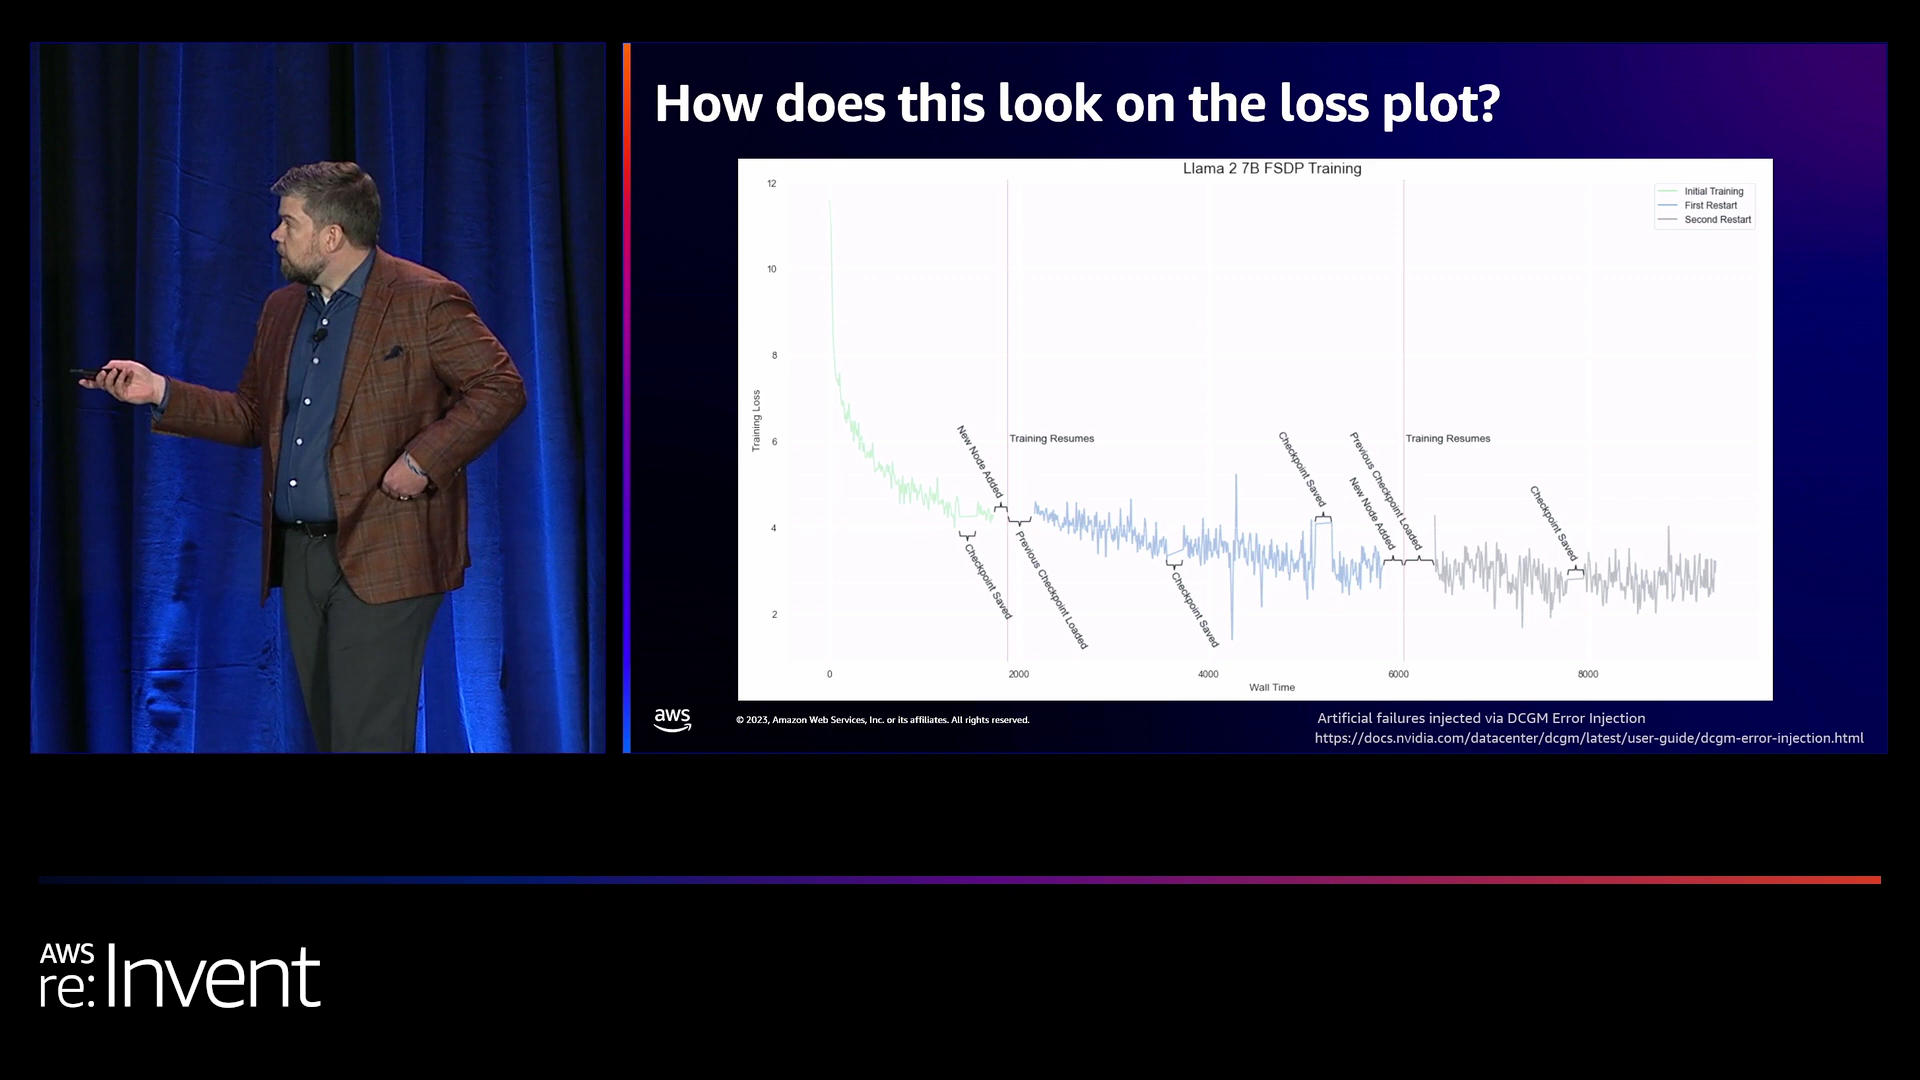 How does this look on the loss plot?
Llama 2 7B FSDP Training
12
10
8
6
4
2
Training Loss
Initial Training
First Restart
Second Restart
New Node Added
Training Resumes
Checkpoint Saved
Previous Checkpoint Loaded
Checkpoint Saved
Checkpoint Saved
Previous Checkpoint Loaded
New Node Added
Training Resumes
Checkpoint Saved
0
2000
4000
6000
8000
Wall Time
aws
© 2023, Amazon Web Services, Inc. or its affiliates. All rights reserved.
Artificial failures injected via DCGM Error Injection
https://docs.nvidia.com/datacenter/dcgm/latest/user-guide/dcgm-error-injection.html
AWS
re:Invent